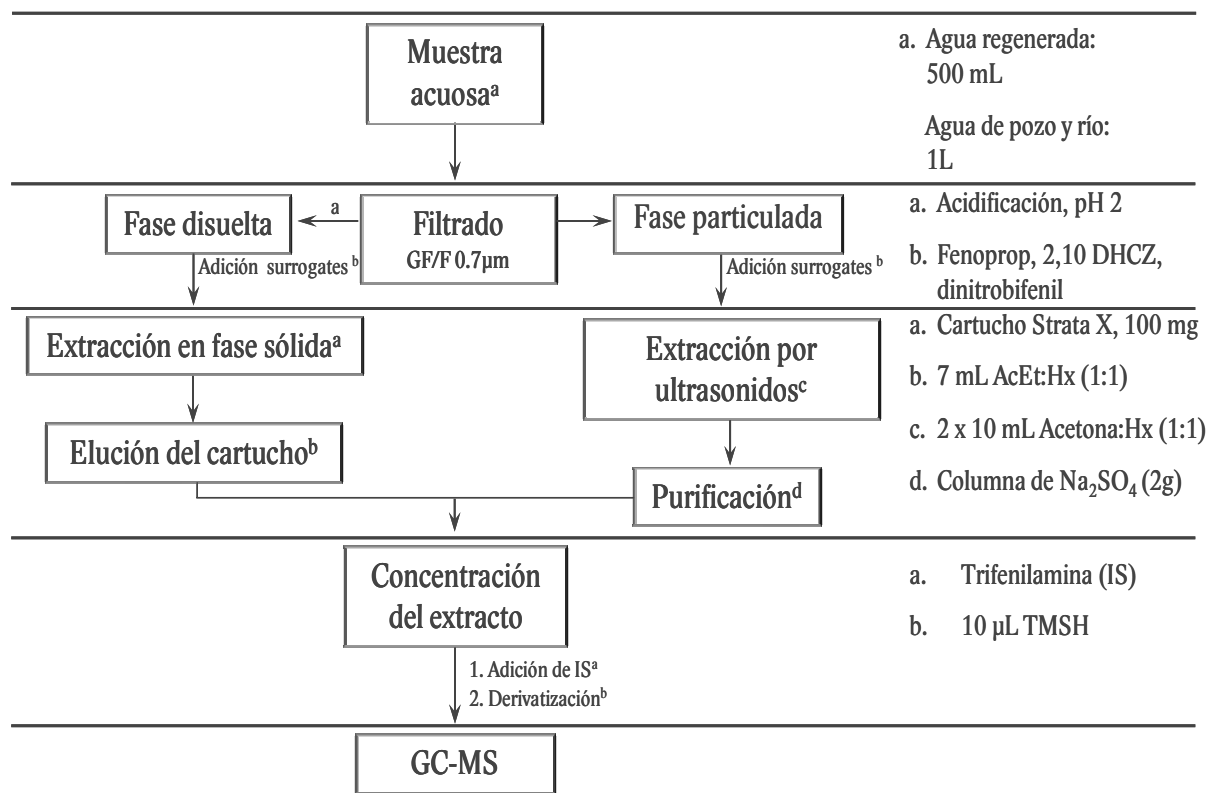 Muestra
acuosaᵃ
a. Agua regenerada:
500 mL
Agua de pozo y río:
1L
Fase disuelta
a
Filtrado
GF/F 0.7µm
Fase particulada
Adición surrogates ᵇ
Adición surrogates ᵇ
a. Acidificación, pH 2
b. Fenoprop, 2,10 DHCZ,
dinitrobifenil
Extracción en fase sólidaᵃ
Elución del cartuchoᵇ
Extracción por
ultrasonidosᶜ
Purificaciónᵈ
a. Cartucho Strata X, 100 mg
b. 7 mL AcEt:Hx (1:1)
c. 2 x 10 mL Acetona:Hx (1:1)
d. Columna de Na₂SO₄ (2g)
Concentración
del extracto
1. Adición de ISᵃ
2. Derivatizaciónᵇ
a. Trifenilamina (IS)
b. 10 µL TMSH
GC-MS